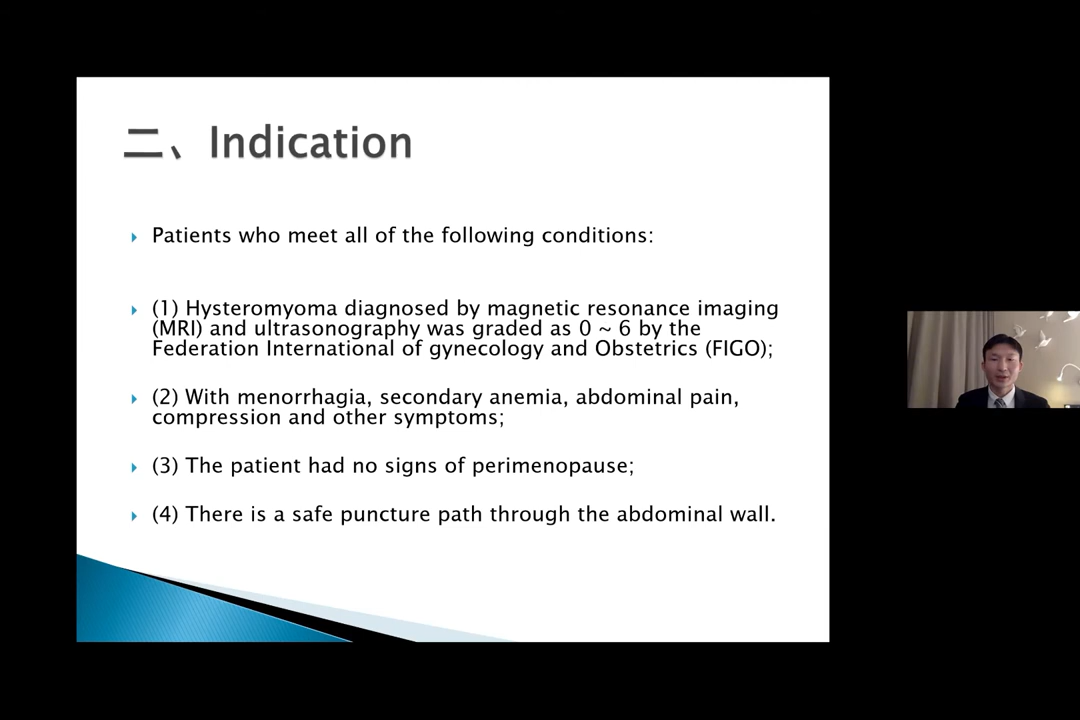 二、Indication
Patients who meet all of the following conditions:
(1) Hysteromyoma diagnosed by magnetic resonance imaging
(MRI) and ultrasonography was graded as 0 ~ 6 by the
Federation International of gynecology and Obstetrics (FIGO);
(2) With menorrhagia, secondary anemia, abdominal pain,
compression and other symptoms;
(3) The patient had no signs of perimenopause;
(4) There is a safe puncture path through the abdominal wall.